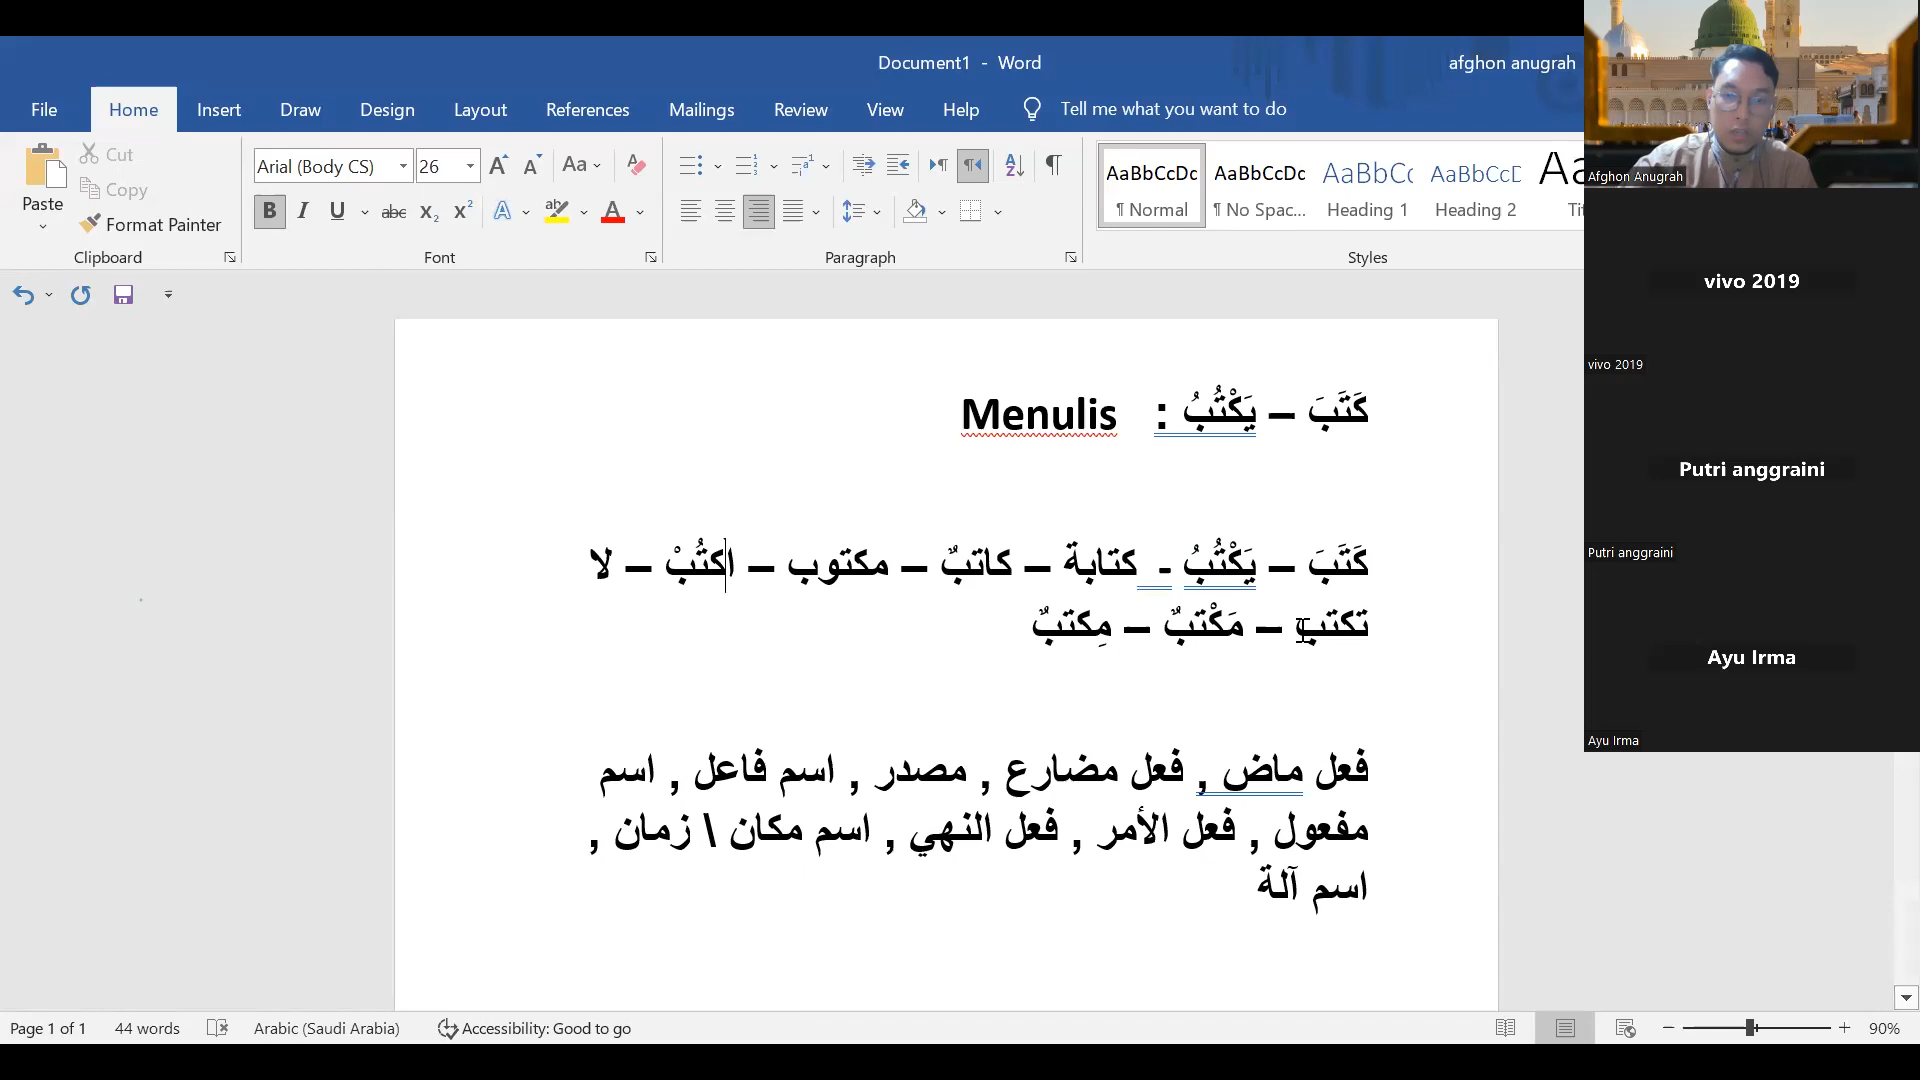 Document1 - Word
afghon anugrah
File Home Insert Draw Design Layout References Mailings Review View Help Tell me what you want to do
Paste
Cut
Copy
Format Painter
Clipboard
Arial (Body CS) 26
Font
Paragraph
AaBbCcDc AaBbCcDc AaBbCc AaBbCcD Aa
¶ Normal ¶ No Spac... Heading 1 Heading 2
Styles
كَتَبَ – يَكْتُبُ : Menulis
كَتَبَ – يَكْتُبُ - كتابة – كاتبٌ – مكتوب – اكتُبْ – لا
تكتب – مَكْتبٌ – مِكتبٌ
فعل ماض , فعل مضارع , مصدر , اسم فاعل , اسم
مفعول , فعل الأمر , فعل النهي , اسم مكان \ زمان ,
اسم آلة
Page 1 of 1 44 words Arabic (Saudi Arabia) Accessibility: Good to go 90%
Afghon Anugrah
vivo 2019
vivo 2019
Putri anggraini
Putri anggraini
Ayu Irma
Ayu Irma